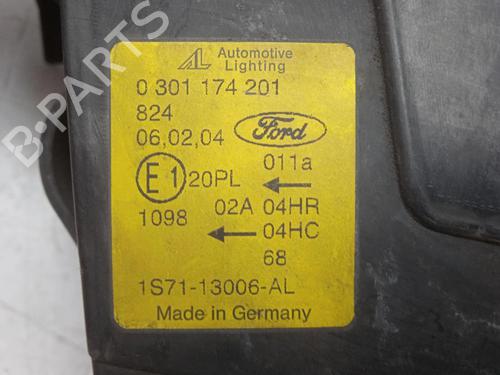 AL Automotive
Lighting
0 301 174 201
824
06,02,04 Ford
011a
E1 20PL ←
1098 02A 04HR
← 04HC
68
1S71-13006-AL
Made in Germany
B-PARTS